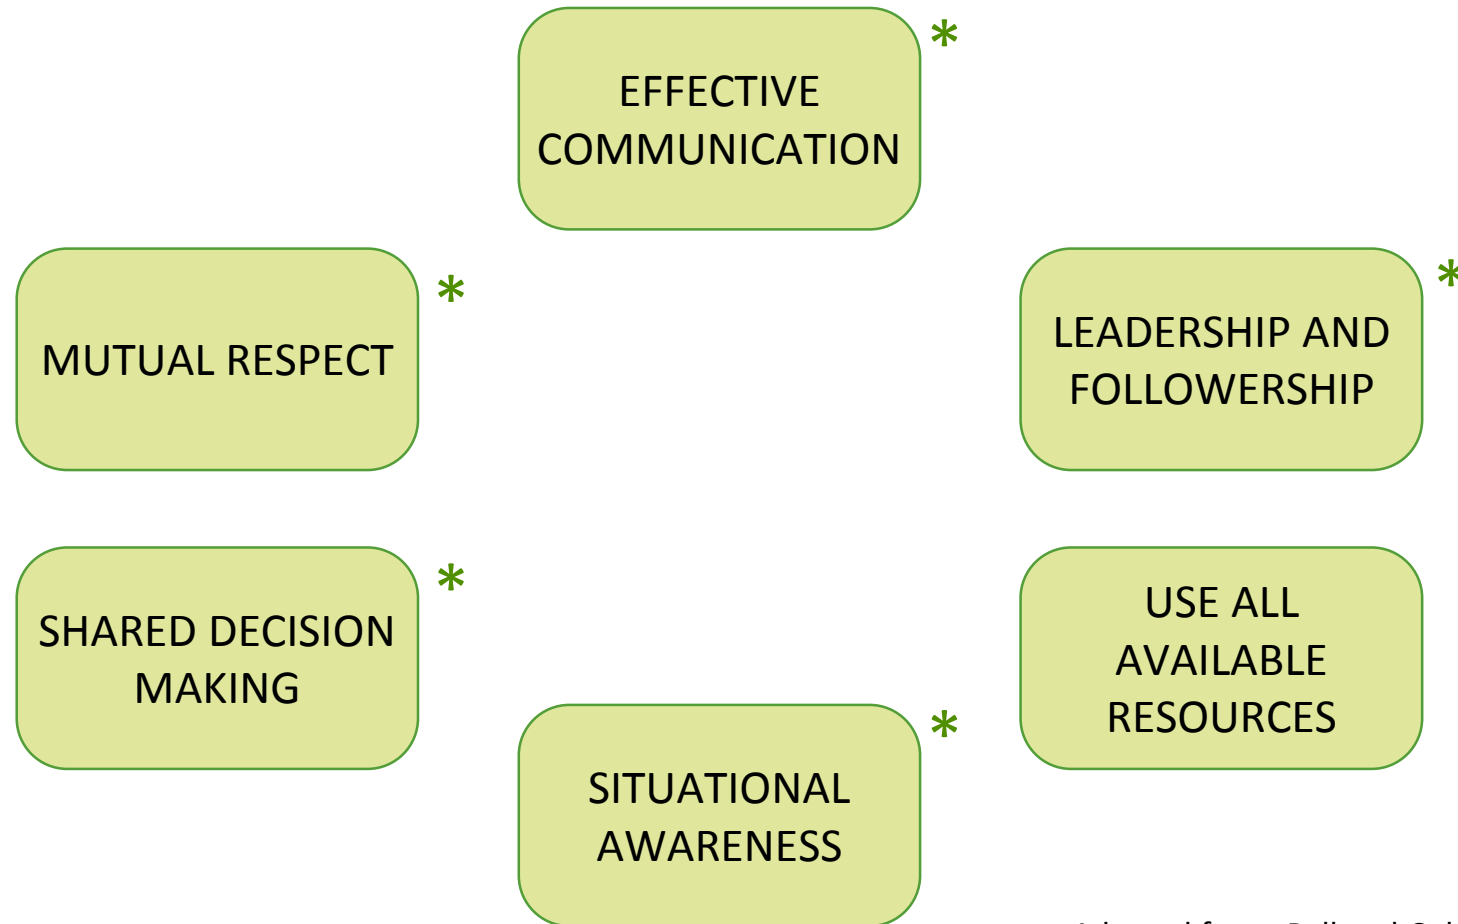 EFFECTIVE
COMMUNICATION
*
MUTUAL RESPECT
*
LEADERSHIP AND
FOLLOWERSHIP
*
SHARED DECISION
MAKING
*
USE ALL
AVAILABLE
RESOURCES
SITUATIONAL
AWARENESS
*